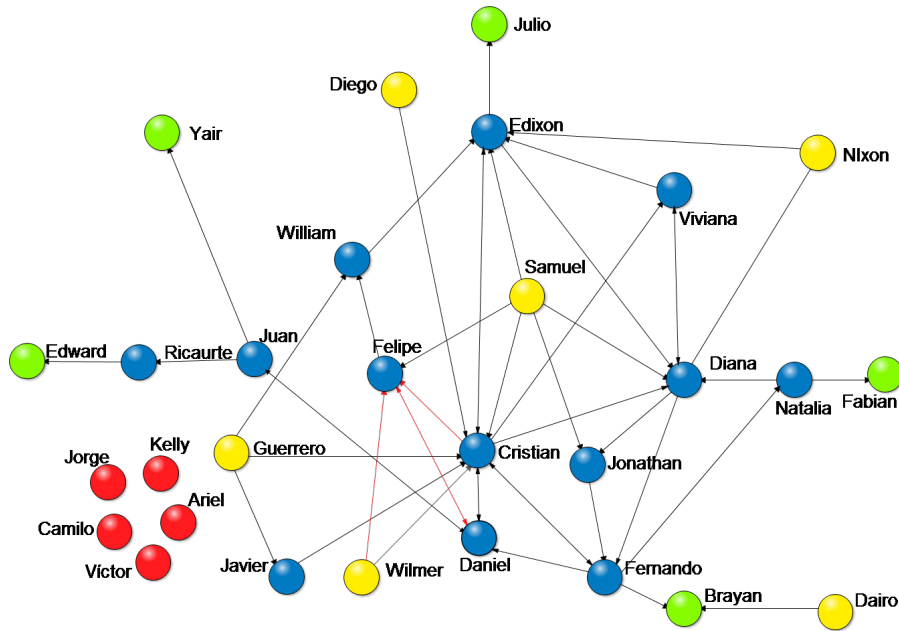 Julio
Diego
Edixon
Yair
NIxon
Viviana
William
Samuel
Juan
Edward
Ricaurte
Felipe
Diana
Natalia
Fabian
Kelly
Guerrero
Cristian
Jorge
Jonathan
Ariel
Camilo
Víctor
Javier
Wilmer
Daniel
Fernando
Brayan
Dairo